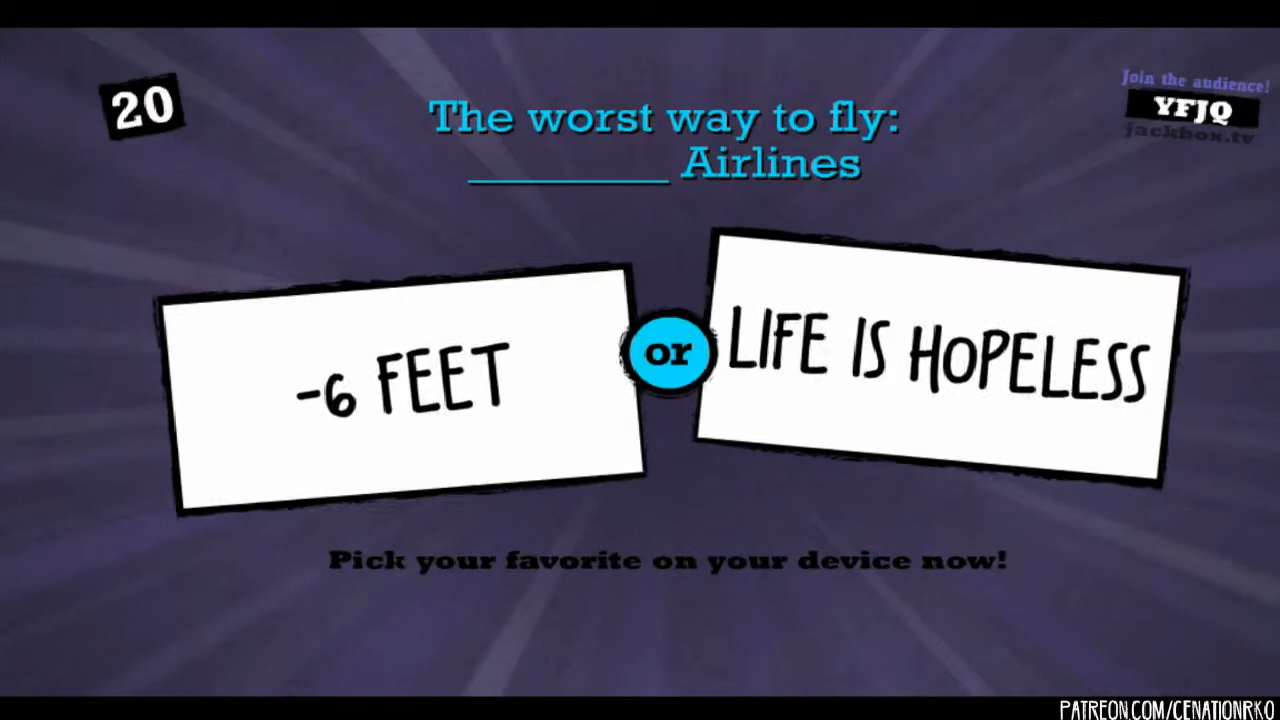 20
The worst way to fly:
_________ Airlines
Join the audience!
YFJQ
jackbox.tv
-6 FEET
or
LIFE IS HOPELESS
Pick your favorite on your device now!
PATREON.COM/CENATIONRKO